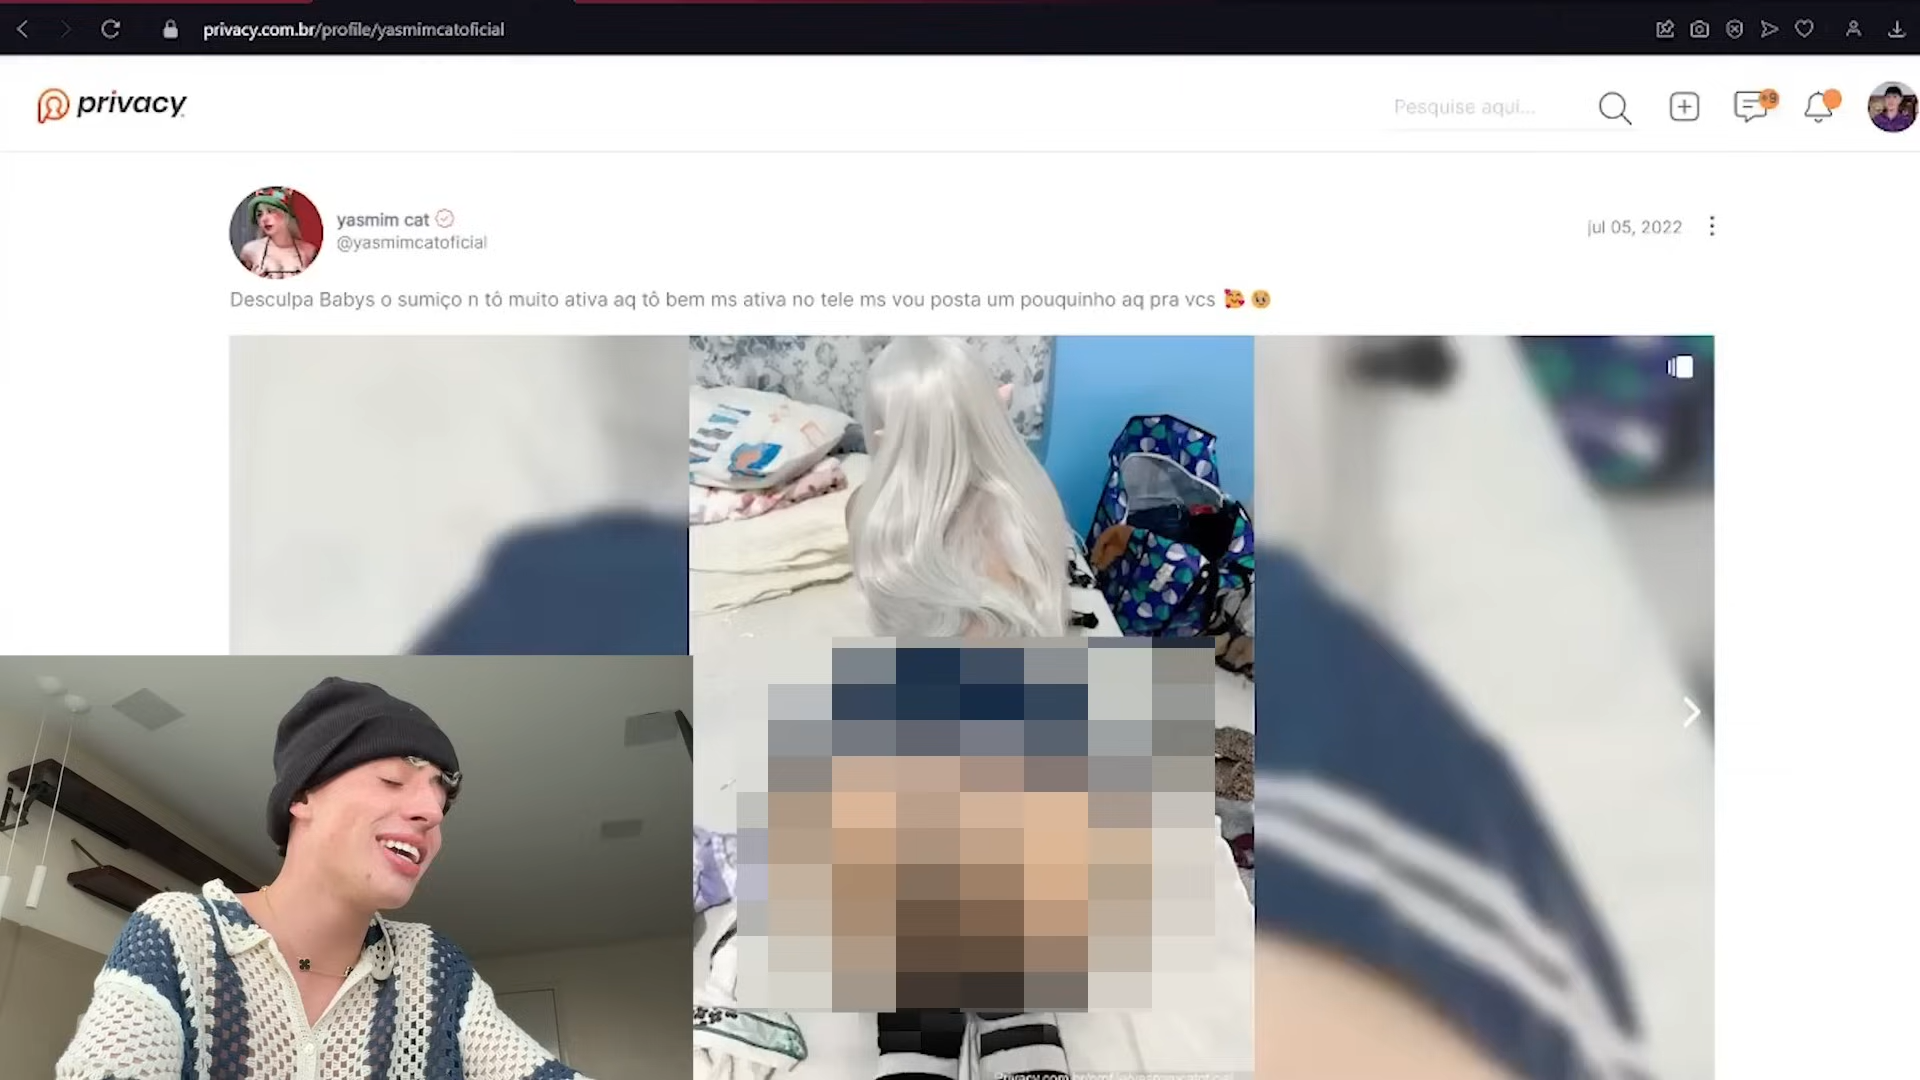 privacy.com.br/profile/yasmimcatoficial
privacy
Pesquise aqui...
+9
yasmim cat
@yasmimcatoficial
jul 05, 2022
Desculpa Babys o sumiço n tô muito ativa aq tô bem ms ativa no tele ms vou posta um pouquinho aq pra vcs